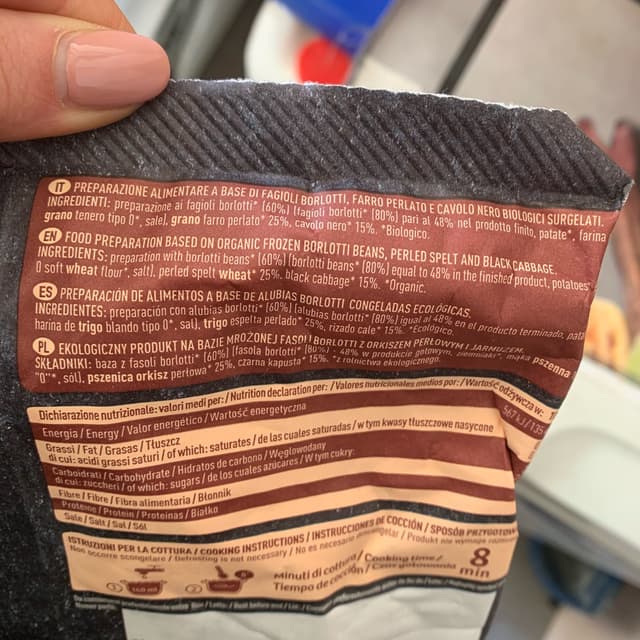 IT PREPARAZIONE ALIMENTARE A BASE DI FAGIOLI BORLOTTI, FARRO PERLATO E CAVOLO NERO BIOLOGICI SURGELATI.
INGREDIENTI: preparazione ai fagioli borlotti* (60%) [fagioli borlotti* (80%) pari al 48% nel prodotto finito, patate*, farina
grano tenero tipo 0*, sale], grano farro perlato* 25%, cavolo nero* 15%. *Biologico.
EN FOOD PREPARATION BASED ON ORGANIC FROZEN BORLOTTI BEANS, PERLED SPELT AND BLACK CABBAGE.
INGREDIENTS: preparation with borlotti beans* (60%) [borlotti beans* (80%) equal to 48% in the finished product, potatoes*
0 soft wheat flour*, salt], perled spelt wheat* 25%. black cabbage* 15%. *Organic.
ES PREPARACIÓN DE ALIMENTOS A BASE DE ALUBIAS BORLOTTI CONGELADAS ECOLÓGICAS.
INGREDIENTES: preparación con alubias borlotti* (60%) [alubias borlotti* (80%) igual al 48% en el producto terminado, pata
harina de trigo blando tipo 0*, sal), trigo espelta perlado* 25%, rizado cale* 15%. *Ecológico.
PL EKOLOGICZNY PRODUKT NA BAZIE MROŻONEJ FASOLI BORLOTTI Z ORKISZEM PERŁOWYM I JARMUŻEM.
SKŁADNIKI: baza z fasoli borlotti* (60%) [fasola borlotti* (80%) - 48% w produkcie gotowym, ziemniaki*, mąka pszenna
"0"*, sól), pszenica orkisz perłowa* 25%, czarna kapusta* 15%. *z rolnictwa ekologicznego.
Dichiarazione nutrizionale: valori medi per: / Nutrition declaration per: / Valores nutricionales medios por: / Wartość odżywcza w:
Energia / Energy / Valor energético / Wartość energetyczna 567 kJ / 135
Grassi / Fat / Grasas / Tłuszcz
di cui: acidi grassi saturi / of which: saturates / de las cuales saturadas / w tym kwasy tłuszczowe nasycone
Carboidrati / Carbohydrate / Hidratos de carbono / Węglowodany
di cui: zuccheri / of which: sugars / de los cuales azúcares / W tym cukry:
Fibre / Fibre / Fibra alimentaria / Błonnik
Proteine / Protein / Proteínas / Białko
Sale / Salt / Sal / Sól
ISTRUZIONI PER LA COTTURA / COOKING INSTRUCTIONS / INSTRUCCIONES DE COCCIÓN / SPOSÓB PRZYGOTOW
Non occorre scongelare / Defrosting is not necessary / No es necesario descongelar / Produkt nie wymaga
160 ml
Minuti di cottura / Cooking time /
Tiempo de cocción / Czas gotowania
8 min